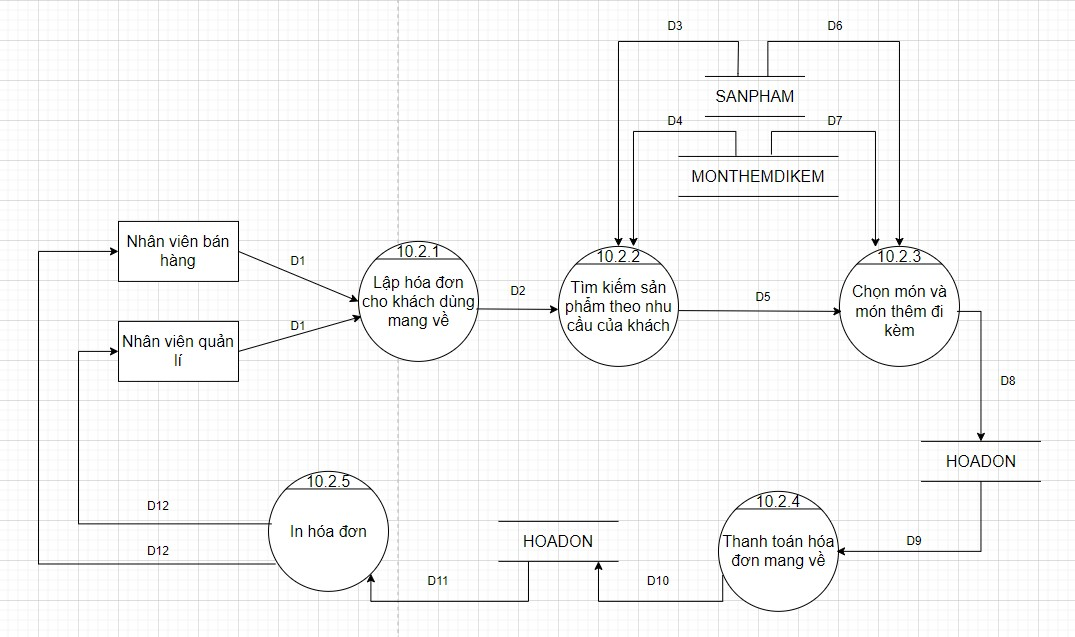 D3
D6
SANPHAM
D4
D7
MONTHEMDIKEM
Nhân viên bán
hàng
D1
10.2.1
Lập hóa đơn
cho khách dùng
mang về
D2
10.2.2
Tìm kiếm sản
phẩm theo nhu
cầu của khách
D5
10.2.3
Chọn món và
món thêm đi
kèm
Nhân viên quản
lí
D1
D8
HOADON
D9
10.2.4
Thanh toán hóa
đơn mang về
D10
HOADON
D11
10.2.5
In hóa đơn
D12
D12